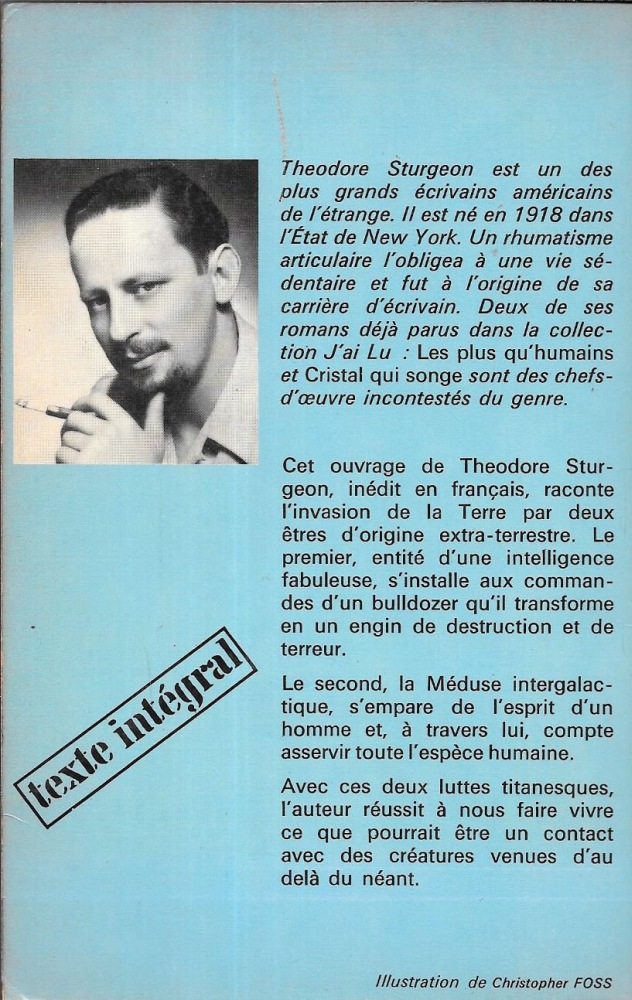 Theodore Sturgeon est un des
plus grands écrivains américains
de l'étrange. Il est né en 1918 dans
l'État de New York. Un rhumatisme
articulaire l'obligea à une vie sé-
dentaire et fut à l'origine de sa
carrière d'écrivain. Deux de ses
romans déjà parus dans la collec-
tion J'ai Lu : Les plus qu'humains
et Cristal qui songe sont des chefs-
d'œuvre incontestés du genre.
Cet ouvrage de Theodore Stur-
geon, inédit en français, raconte
l'invasion de la Terre par deux
êtres d'origine extra-terrestre. Le
premier, entité d'une intelligence
fabuleuse, s'installe aux comman-
des d'un bulldozer qu'il transforme
en un engin de destruction et de
terreur.
Le second, la Méduse intergalac-
tique, s'empare de l'esprit d'un
homme et, à travers lui, compte
asservir toute l'espèce humaine.
Avec ces deux luttes titanesques,
l'auteur réussit à nous faire vivre
ce que pourrait être un contact
avec des créatures venues d'au
delà du néant.
texte intégral
Illustration de Christopher FOSS